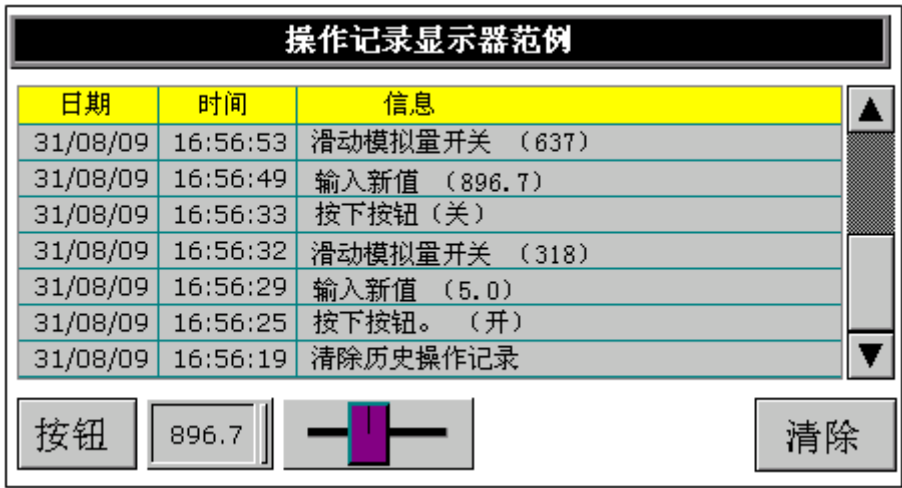 操作记录显示器范例
日期 时间 信息
31/08/09 16:56:53 滑动模拟量开关 （637）
31/08/09 16:56:49 输入新值 （896.7）
31/08/09 16:56:33 按下按钮（关）
31/08/09 16:56:32 滑动模拟量开关 （318）
31/08/09 16:56:29 输入新值 （5.0）
31/08/09 16:56:25 按下按钮。 （开）
31/08/09 16:56:19 清除历史操作记录
按钮 896.7 清除